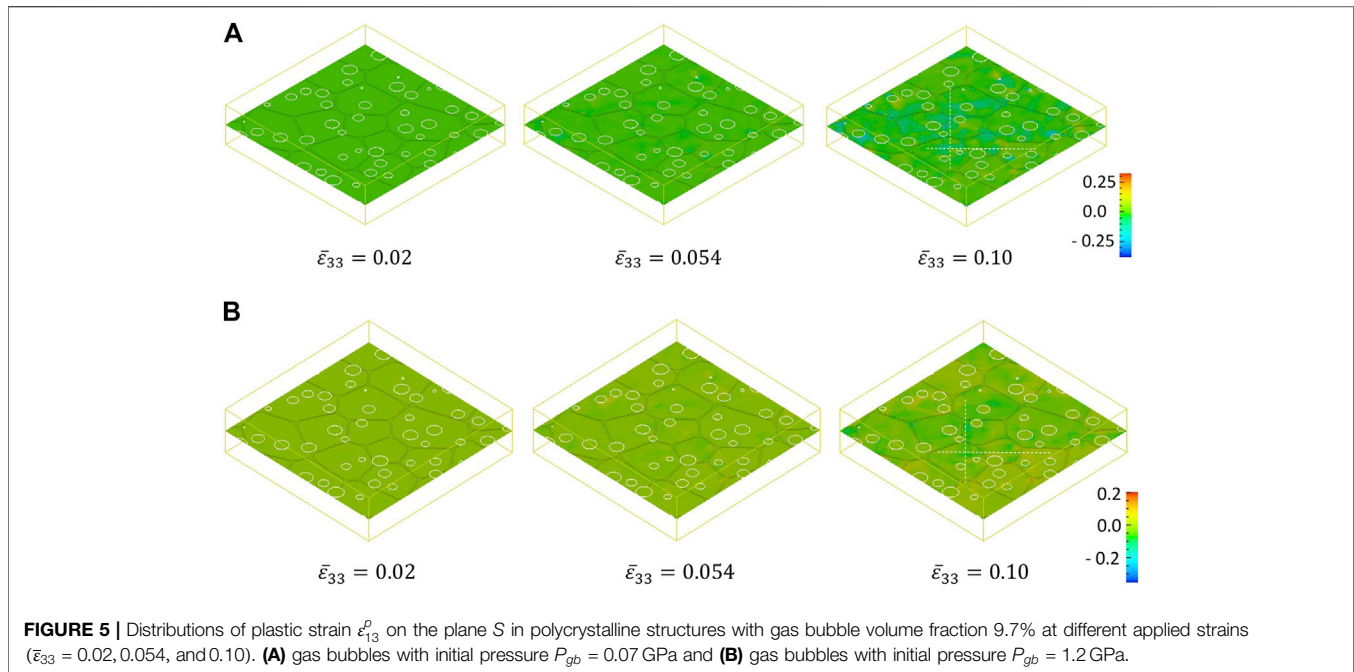 A
0.25
0.0
- 0.25
ε̄₃₃ = 0.02
ε̄₃₃ = 0.054
ε̄₃₃ = 0.10
B
0.2
0.0
- 0.2
ε̄₃₃ = 0.02
ε̄₃₃ = 0.054
ε̄₃₃ = 0.10
FIGURE 5 | Distributions of plastic strain εᵖ₁₃ on the plane S in polycrystalline structures with gas bubble volume fraction 9.7% at different applied strains
(ε̄₃₃ = 0.02, 0.054, and 0.10). (A) gas bubbles with initial pressure P_gb = 0.07 GPa and (B) gas bubbles with initial pressure P_gb = 1.2 GPa.